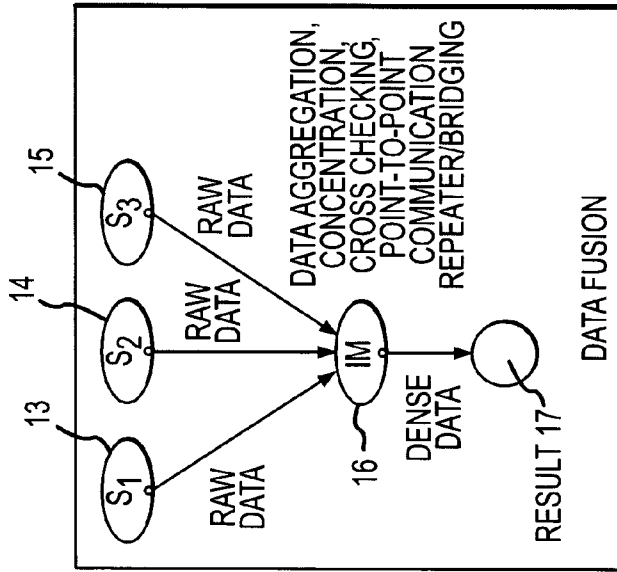 13
14
15
S1
S2
S3
RAW
DATA
RAW
DATA
RAW
DATA
16
IM
DATA AGGREGATION,
CONCENTRATION,
CROSS CHECKING,
POINT-TO-POINT
COMMUNICATION
REPEATER/BRIDGING
DENSE
DATA
RESULT 17
DATA FUSION